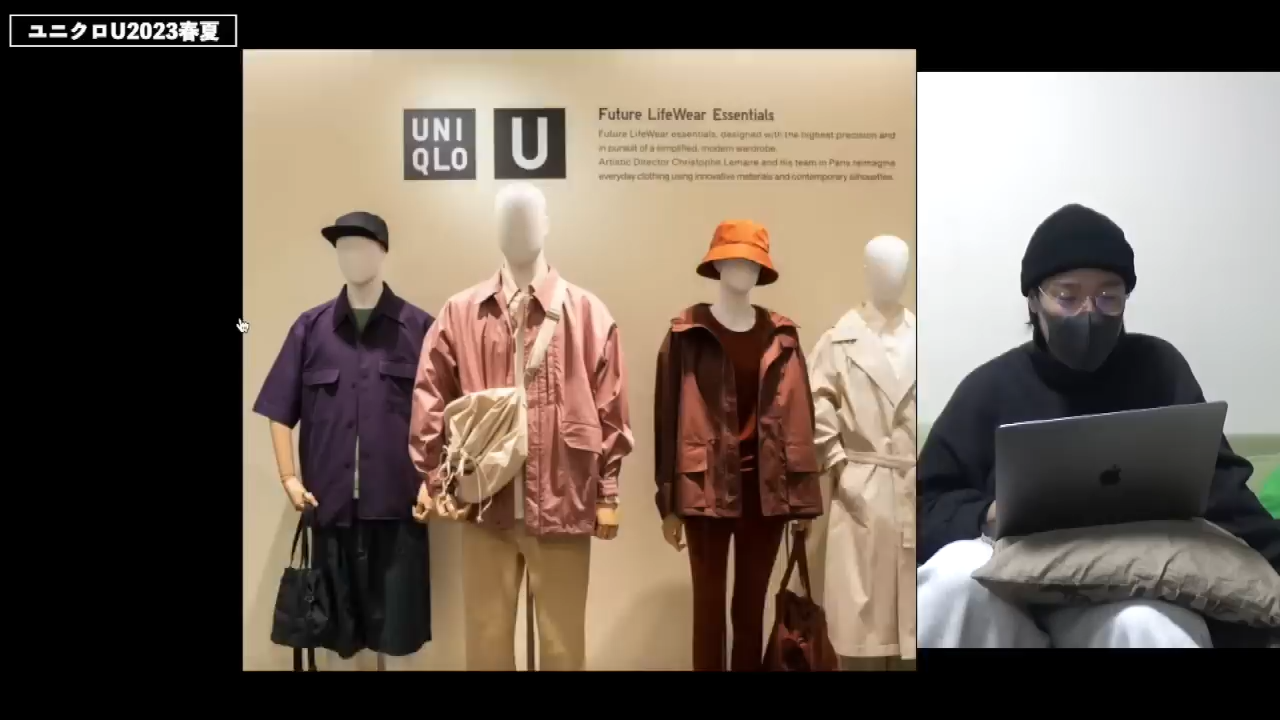 ユニクロU2023春夏
UNI
QLO
U
Future LifeWear Essentials
Future LifeWear essentials, designed with the highest precision and
in pursuit of a simplified, modern wardrobe.
Artistic Director Christophe Lemaire and his team in Paris reimagine
everyday clothing using innovative materials and contemporary silhouettes.